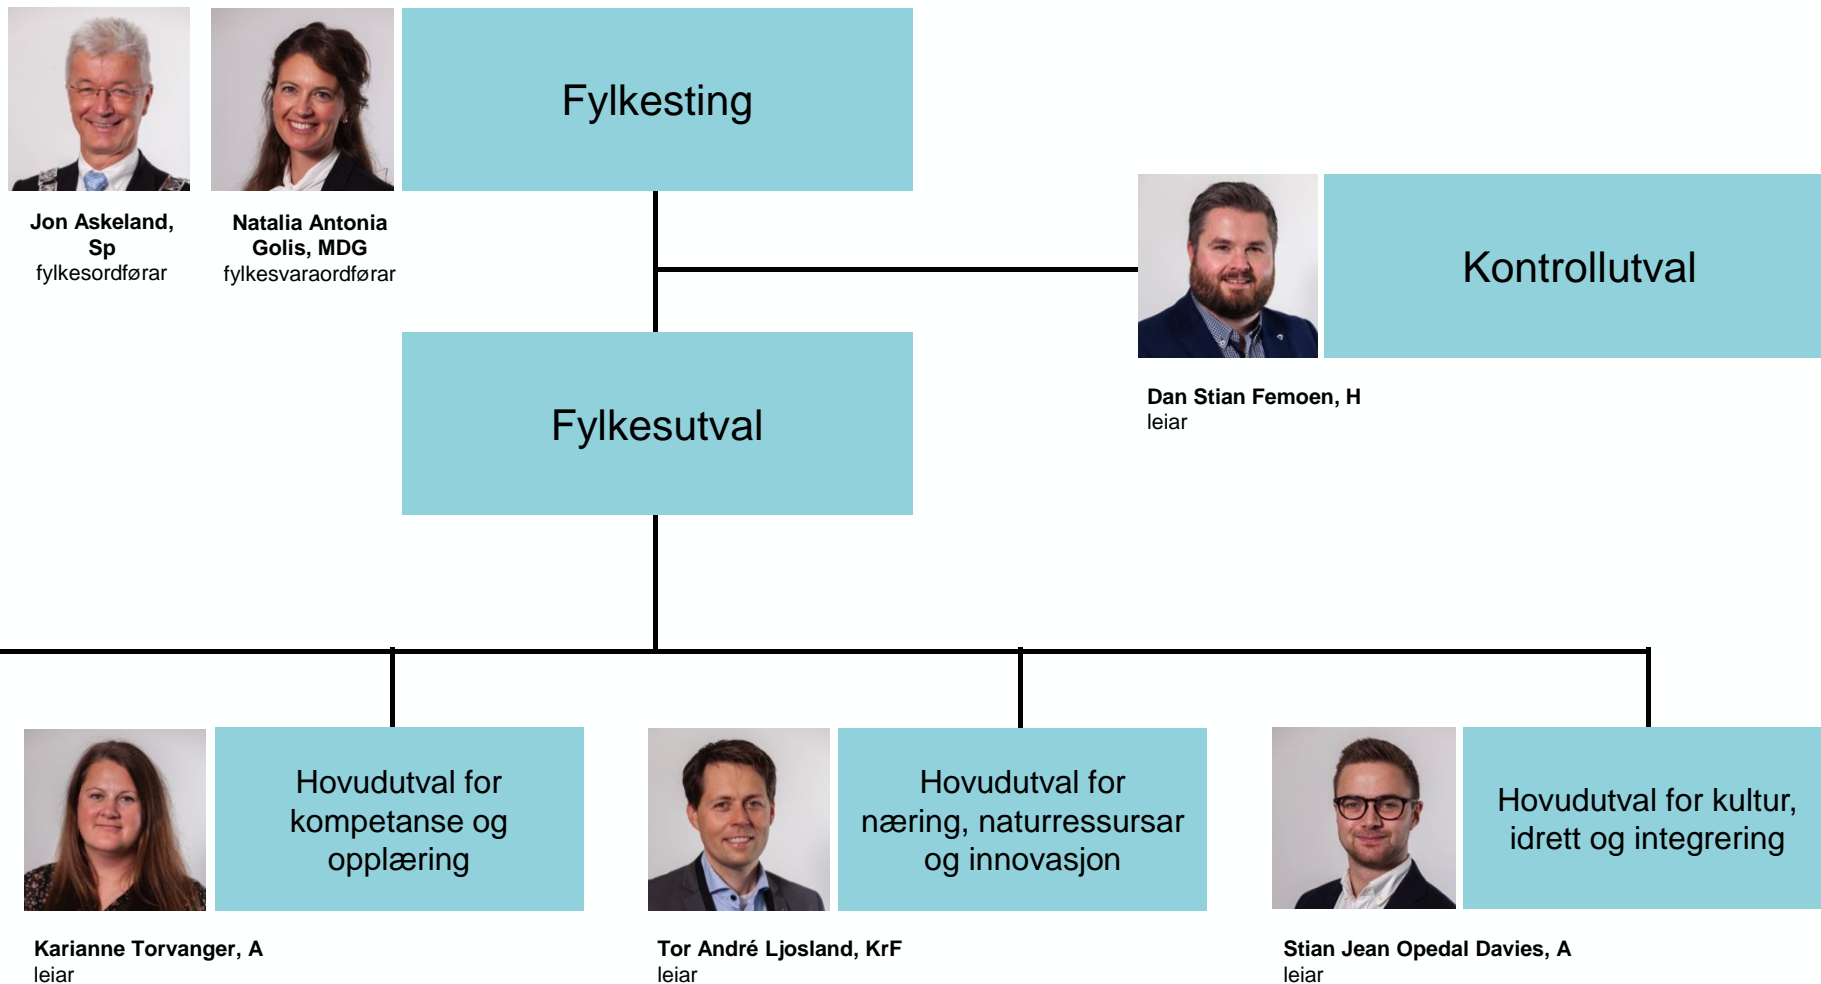 Fylkesting
Jon Askeland,
Sp
fylkesordførar
Natalia Antonia
Golis, MDG
fylkesvaraordførar
Kontrollutval
Dan Stian Femoen, H
leiar
Fylkesutval
Hovudutval for
kompetanse og
opplæring
Karianne Torvanger, A
leiar
Hovudutval for
næring, naturressursar
og innovasjon
Tor André Ljosland, KrF
leiar
Hovudutval for kultur,
idrett og integrering
Stian Jean Opedal Davies, A
leiar